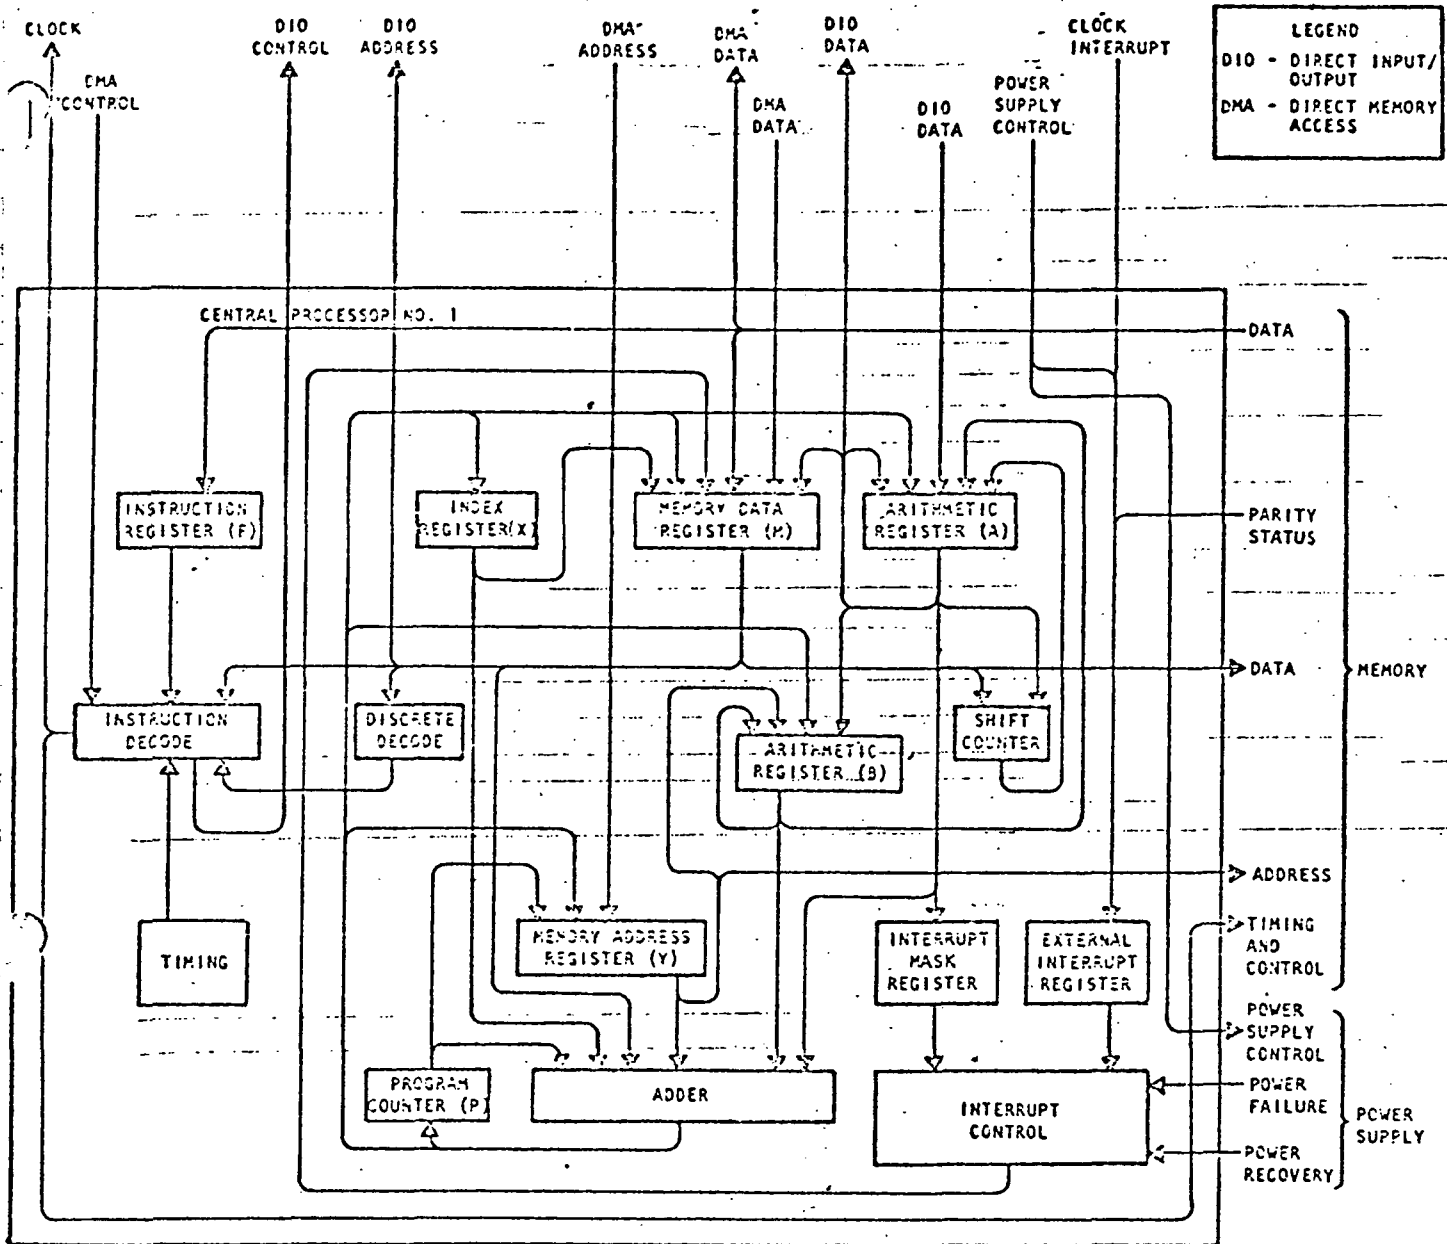 CLOCK
DMA
CONTROL
DIO
CONTROL
DIO
ADDRESS
DMA
ADDRESS
DMA
DATA
DMA
DATA
DIO
DATA
DIO
DATA
POWER
SUPPLY
CONTROL
CLOCK
INTERRUPT
LEGEND
DIO - DIRECT INPUT/
OUTPUT
DMA - DIRECT MEMORY
ACCESS
CENTRAL PROCESSOR NO. 1
DATA
INSTRUCTION
REGISTER (F)
INDEX
REGISTER(X)
MEMORY DATA
REGISTER (M)
ARITHMETIC
REGISTER (A)
PARITY
STATUS
DATA
MEMORY
INSTRUCTION
DECODE
DISCRETE
DECODE
ARITHMETIC
REGISTER (B)
SHIFT
COUNTER
ADDRESS
TIMING
MEMORY ADDRESS
REGISTER (Y)
INTERRUPT
MASK
REGISTER
EXTERNAL
INTERRUPT
REGISTER
TIMING
AND
CONTROL
POWER
SUPPLY
CONTROL
PROGRAM
COUNTER (P)
ADDER
INTERRUPT
CONTROL
POWER
FAILURE
POWER
RECOVERY
POWER
SUPPLY